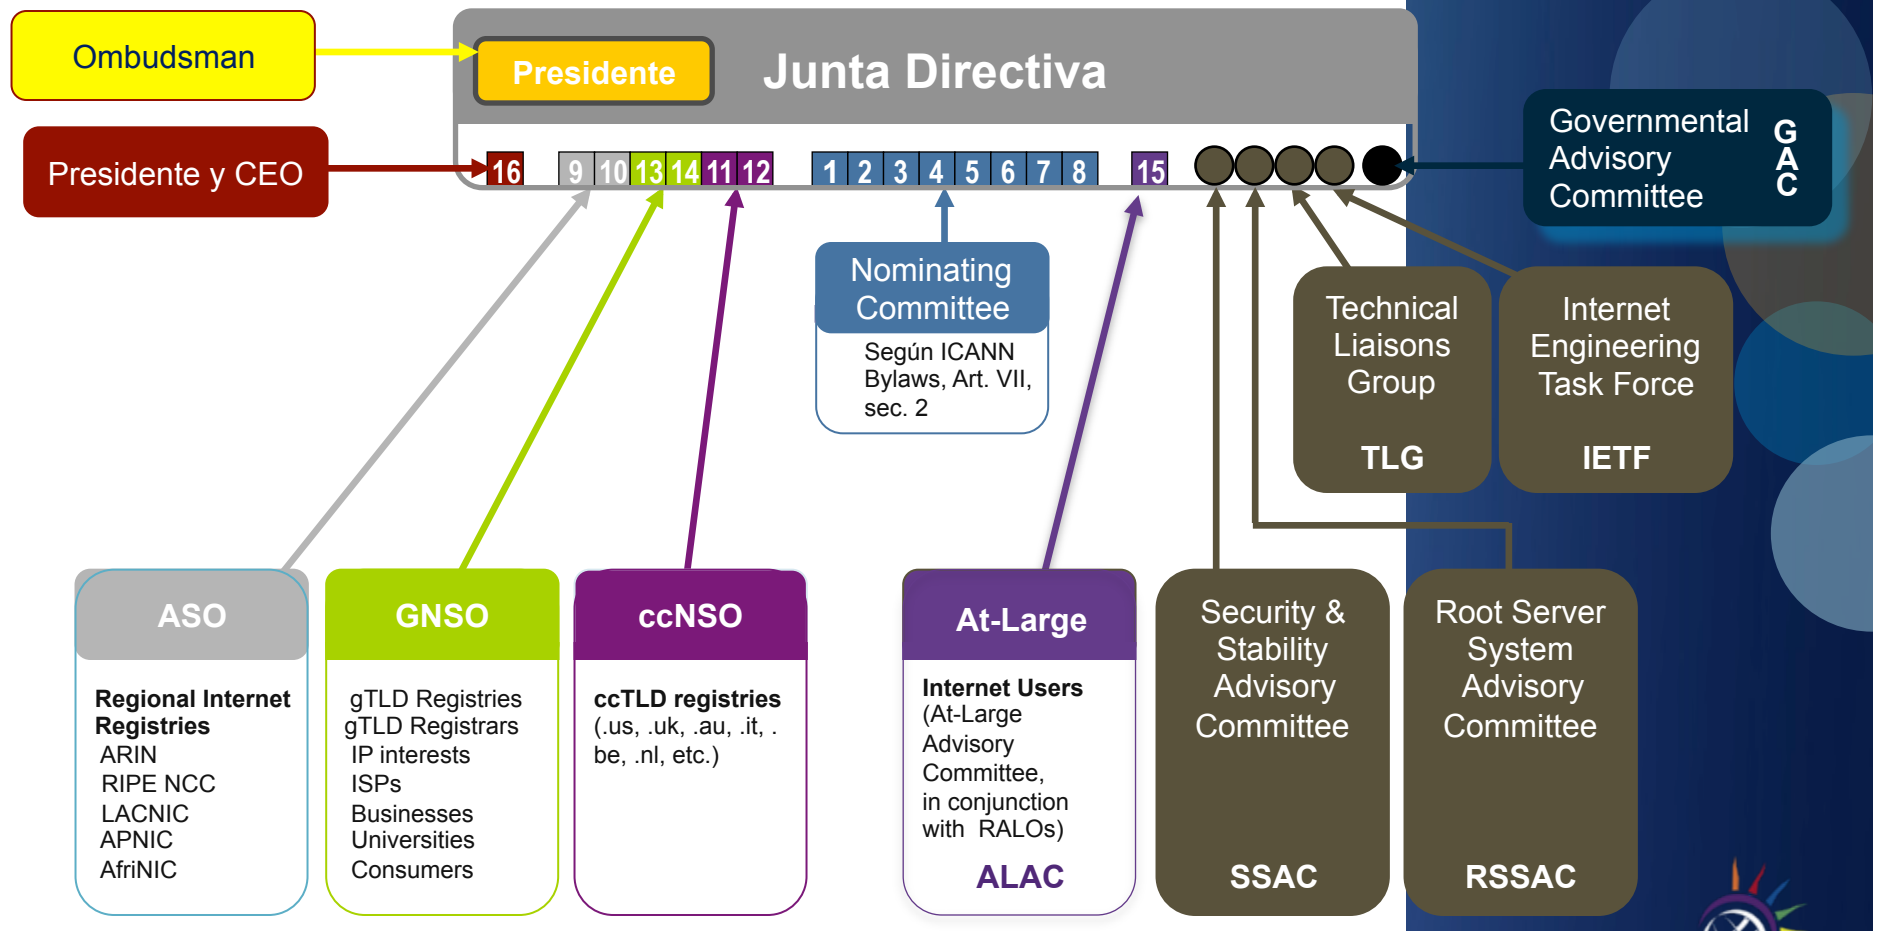 Ombudsman
Presidente
Junta Directiva
Presidente y CEO
16
9 10 13 14 11 12
1 2 3 4 5 6 7 8
15
Governmental
Advisory
Committee
GAC
Nominating
Committee
Según ICANN
Bylaws, Art. VII,
sec. 2
Technical
Liaisons
Group
TLG
Internet
Engineering
Task Force
IETF
ASO
Regional Internet
Registries
ARIN
RIPE NCC
LACNIC
APNIC
AfriNIC
GNSO
gTLD Registries
gTLD Registrars
IP interests
ISPs
Businesses
Universities
Consumers
ccNSO
ccTLD registries
(.us, .uk, .au, .it, .
be, .nl, etc.)
At-Large
Internet Users
(At-Large
Advisory
Committee,
in conjunction
with RALOs)
ALAC
Security &
Stability
Advisory
Committee
SSAC
Root Server
System
Advisory
Committee
RSSAC